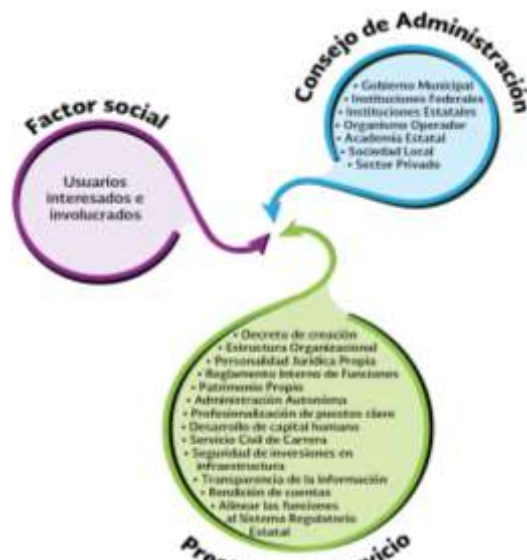 Consejo de Administración
• Gobierno Municipal
• Instituciones Federales
• Instituciones Estatales
• Organismo Operador
• Academia Estatal
• Sociedad Local
• Sector Privado
Factor social
Usuarios
interesados e
involucrados
• Decreto de creación
• Estructura Organizacional
• Personalidad Jurídica Propia
• Reglamento Interno de Funciones
• Patrimonio Propio
• Administración Autonóma
• Profesionalización de puestos clave
• Desarrollo de capital humano
• Servicio Civil de Carrera
• Seguridad de inversiones en
infraestructura
• Transparencia de la información
• Rendición de cuentas
• Alinear las funciones
al Sistema Regulatorio
Estatal